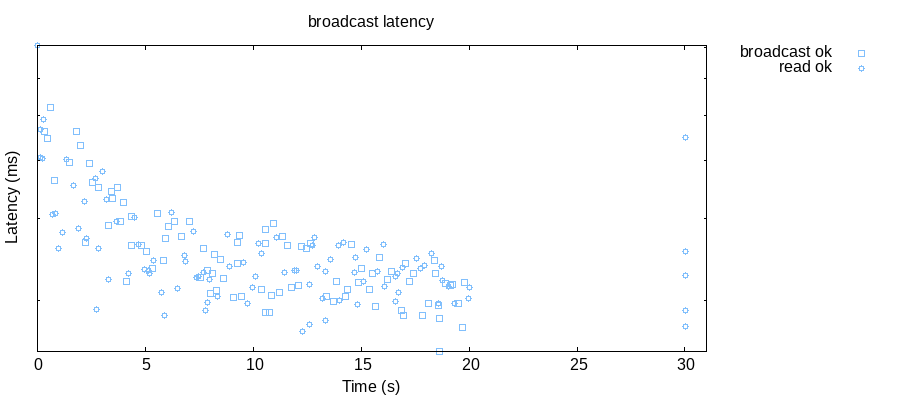 broadcast latency
broadcast ok
read ok
Latency (ms)
0 5 10 15 20 25 30
Time (s)